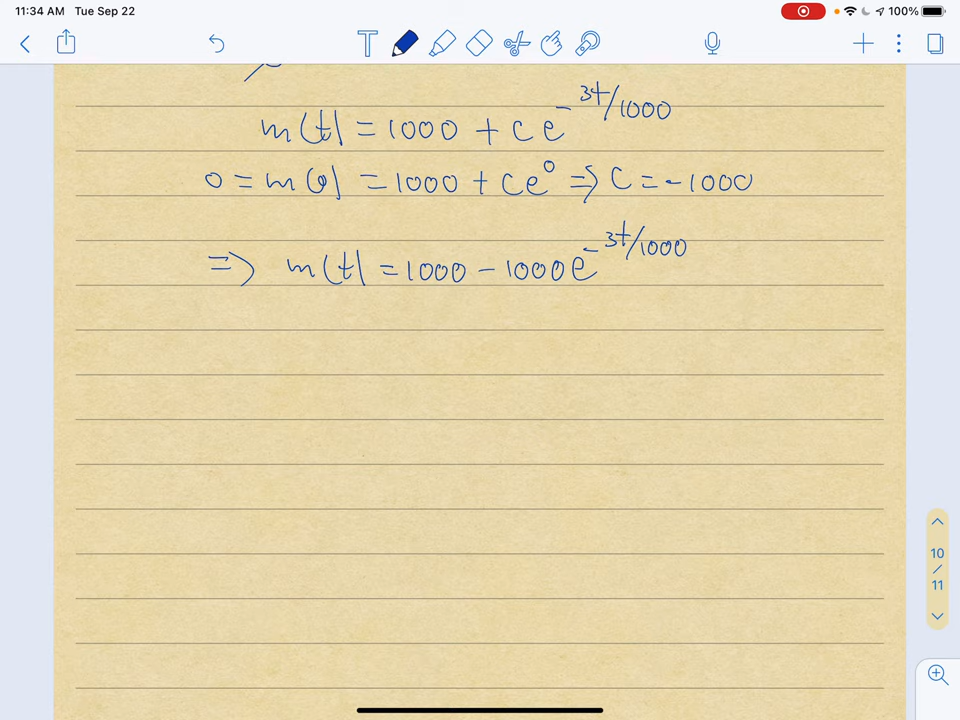 11:34 AM Tue Sep 22
100%
m(t) = 1000 + ce^{-3t/1000}
0 = m(0) = 1000 + ce^0 => C = -1000
=> m(t) = 1000 - 1000e^{-3t/1000}
10
/
11